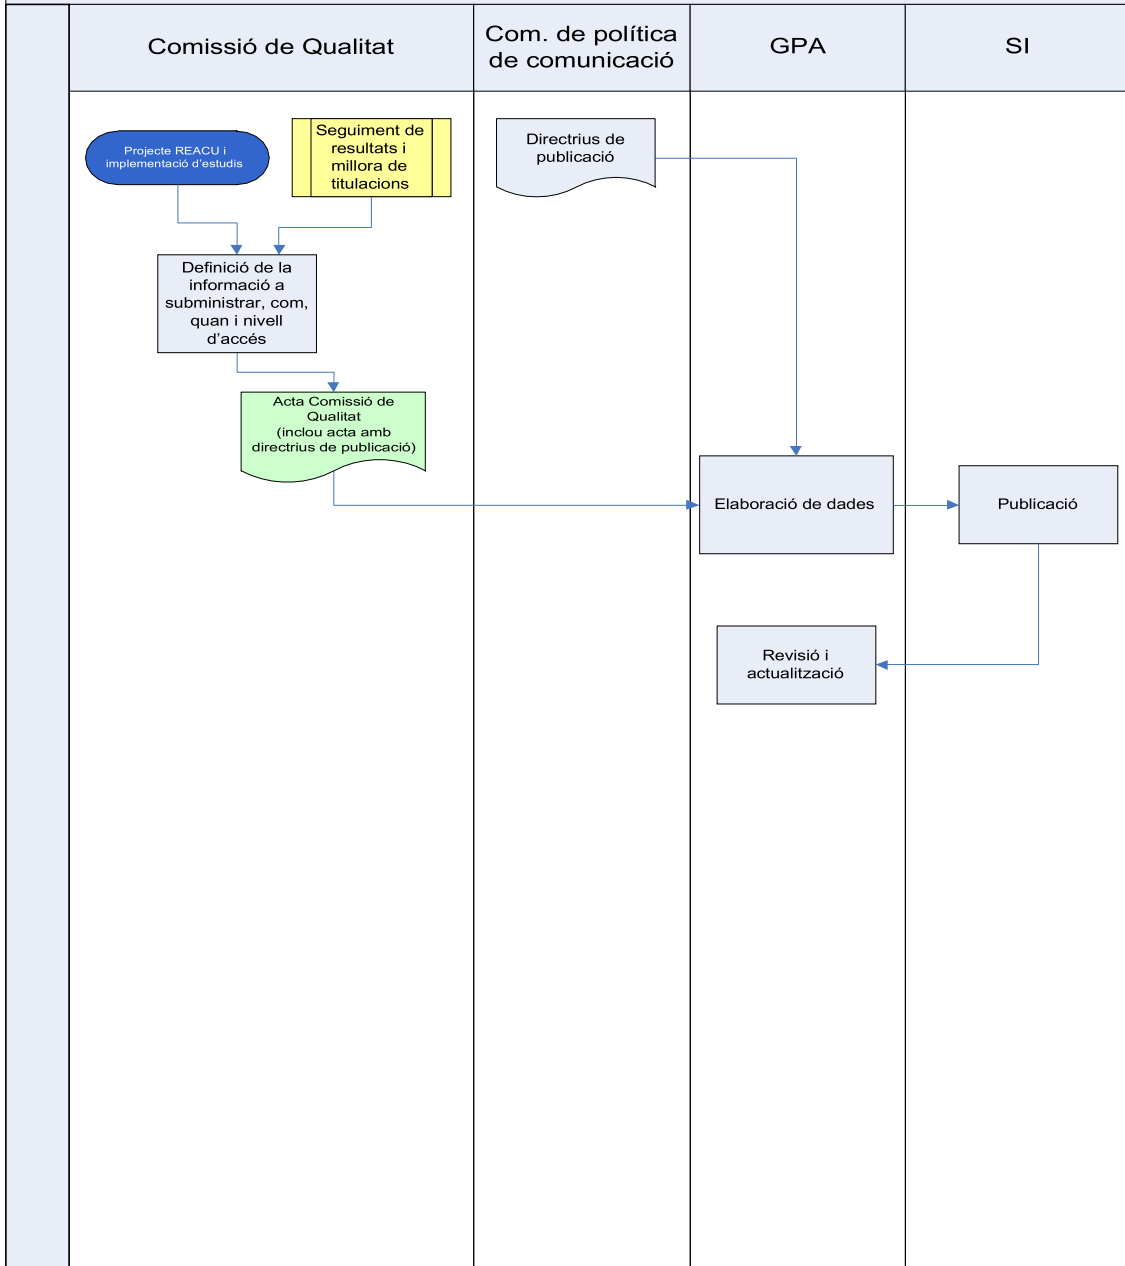 Comissió de Qualitat
Com. de política
de comunicació
GPA
SI
Projecte REACU i
implementació d'estudis
Seguiment de
resultats i
millora de
titulacions
Directrius de
publicació
Definició de la
informació a
subministrar, com,
quan i nivell
d'accés
Acta Comissió de
Qualitat
(inclou acta amb
directrius de publicació)
Elaboració de dades
Publicació
Revisió i
actualització